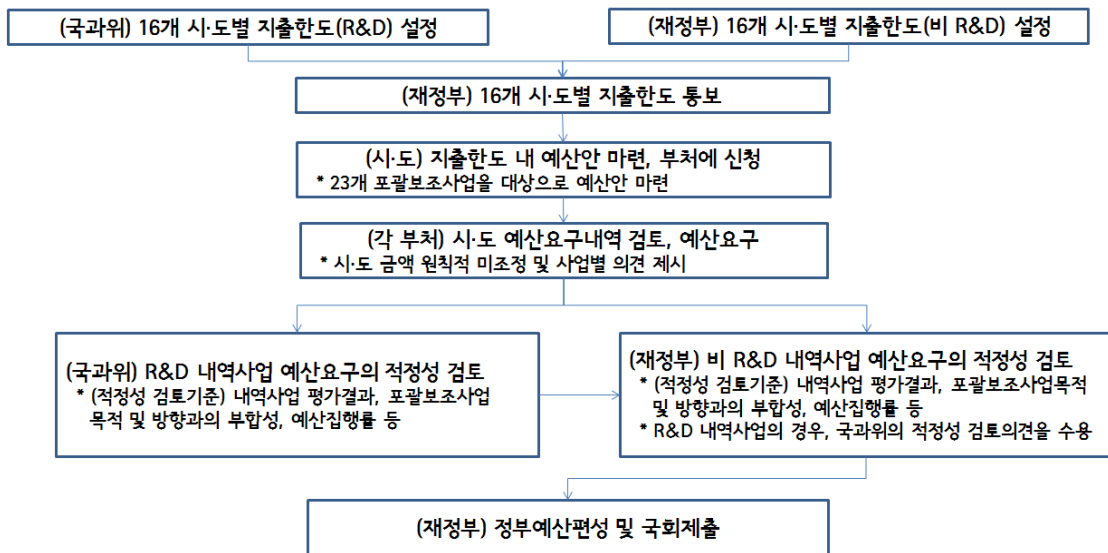 (국과위) 16개 시·도별 지출한도(R&D) 설정
(재정부) 16개 시·도별 지출한도(비 R&D) 설정
(재정부) 16개 시·도별 지출한도 통보
(시·도) 지출한도 내 예산안 마련, 부처에 신청
* 23개 포괄보조사업을 대상으로 예산안 마련
(각 부처) 시·도 예산요구내역 검토, 예산요구
* 시·도 금액 원칙적 미조정 및 사업별 의견 제시
(국과위) R&D 내역사업 예산요구의 적정성 검토
* (적정성 검토기준) 내역사업 평가결과, 포괄보조사업
목적 및 방향과의 부합성, 예산집행률 등
(재정부) 비 R&D 내역사업 예산요구의 적정성 검토
* (적정성 검토기준) 내역사업 평가결과, 포괄보조사업목적
및 방향과의 부합성, 예산집행률 등
* R&D 내역사업의 경우, 국과위의 적정성 검토의견을 수용
(재정부) 정부예산편성 및 국회제출